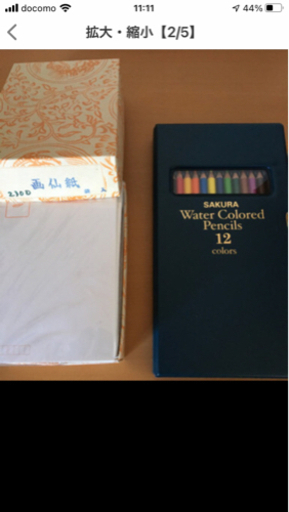 docomo 11:11 44%
拡大・縮小【2/5】
画仙紙
SAKURA
Water Colored
Pencils
12
colors